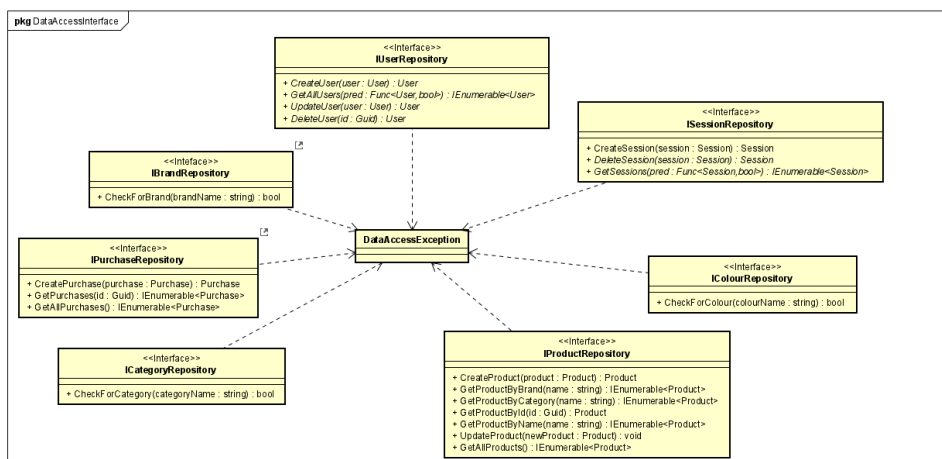 pkg DataAccessInterface
<<Interface>>
IUserRepository
+ CreateUser(user : User) : User
+ GetAllUsers(pred : Func<User,bool>) : IEnumerable<User>
+ UpdateUser(user : User) : User
+ DeleteUser(id : Guid) : User
<<Interface>>
ISessionRepository
+ CreateSession(session : Session) : Session
+ DeleteSession(session : Session) : Session
+ GetSessions(pred : Func<Session,bool>) : IEnumerable<Session>
<<Inteface>>
IBrandRepository
+ CheckForBrand(brandName : string) : bool
DataAccessException
<<Interface>>
IPurchaseRepository
+ CreatePurchase(purchase : Purchase) : Purchase
+ GetPurchases(id : Guid) : IEnumerable<Purchase>
+ GetAllPurchases() : IEnumerable<Purchase>
<<Interface>>
IColourRepository
+ CheckForColour(colourName : string) : bool
<<Interface>>
ICategoryRepository
+ CheckForCategory(categoryName : string) : bool
<<Interface>>
IProductRepository
+ CreateProduct(product : Product) : Product
+ GetProductByBrand(name : string) : IEnumerable<Product>
+ GetProductByCategory(name : string) : IEnumerable<Product>
+ GetProductById(id : Guid) : Product
+ GetProductByName(name : string) : IEnumerable<Product>
+ UpdateProduct(newProduct : Product) : void
+ GetAllProducts() : IEnumerable<Product>